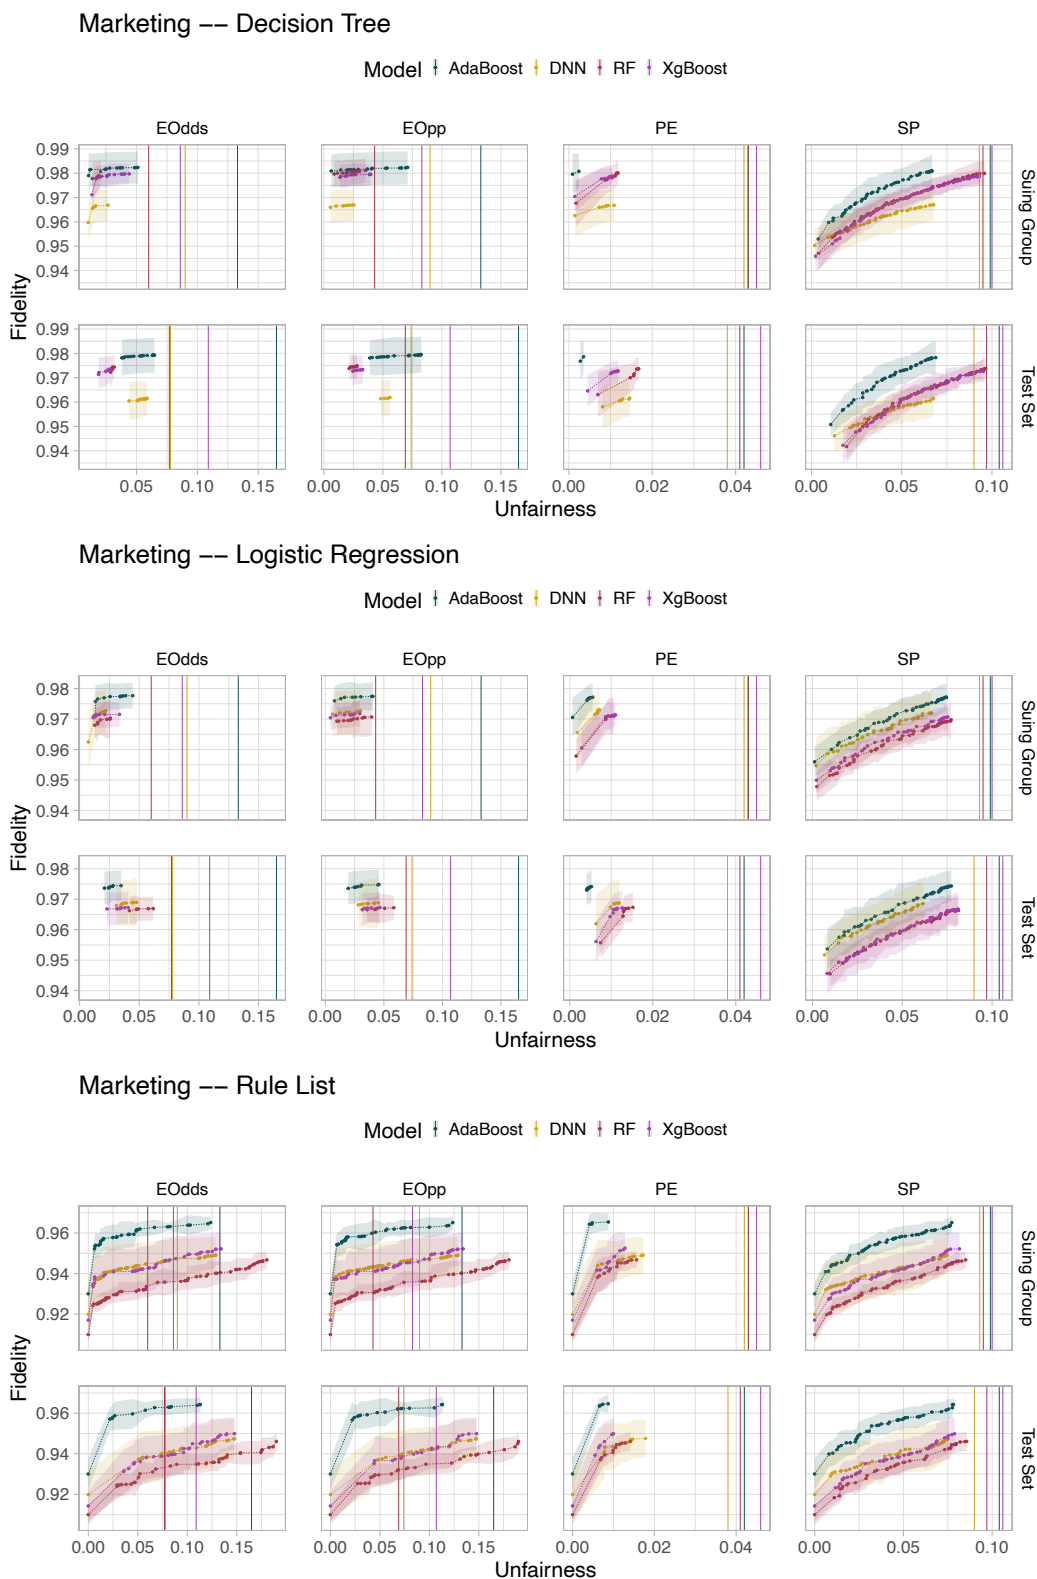 Marketing −− Decision Tree
Model AdaBoost DNN RF XgBoost
EOdds EOpp PE SP
0.99
0.98
0.97
0.96
0.95
0.94
Suing Group
Fidelity
0.99
0.98
0.97
0.96
0.95
0.94
Test Set
0.05 0.10 0.15 0.00 0.05 0.10 0.15 0.00 0.02 0.04 0.00 0.05 0.10
Unfairness
Marketing −− Logistic Regression
Model AdaBoost DNN RF XgBoost
EOdds EOpp PE SP
0.98
0.97
0.96
0.95
0.94
Suing Group
Fidelity
0.98
0.97
0.96
0.95
0.94
Test Set
0.00 0.05 0.10 0.15 0.00 0.05 0.10 0.15 0.00 0.02 0.04 0.00 0.05 0.10
Unfairness
Marketing −− Rule List
Model AdaBoost DNN RF XgBoost
EOdds EOpp PE SP
0.96
0.94
0.92
Suing Group
Fidelity
0.96
0.94
0.92
Test Set
0.00 0.05 0.10 0.15 0.00 0.05 0.10 0.15 0.00 0.02 0.04 0.00 0.05 0.10
Unfairness